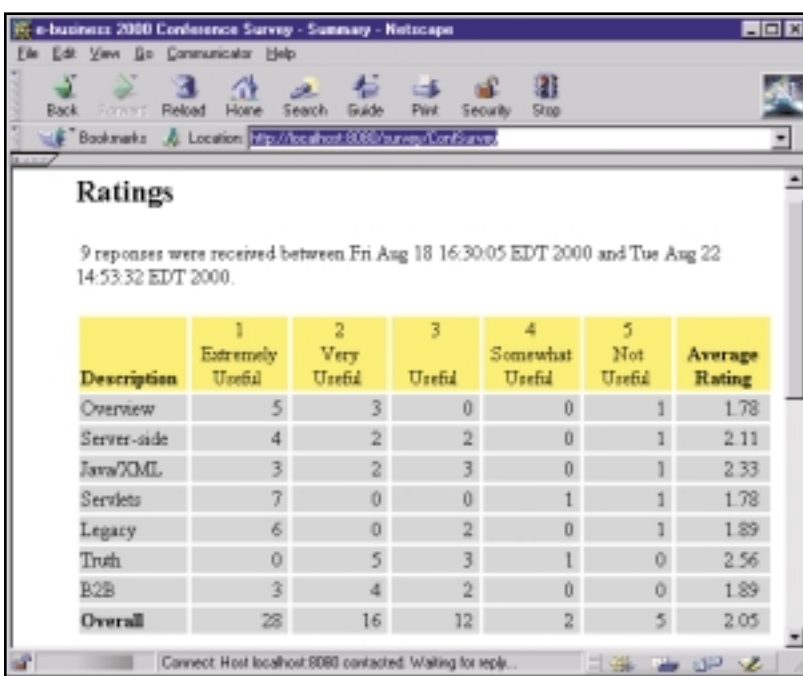 e-business 2000 Conference Survey - Summary - Netscape
File Edit View Go Communicator Help
Back Forward Reload Home Search Guide Print Security Stop
Bookmarks Location: http://localhost:8080/survey/ConfSurvey
Ratings
9 reponses were received between Fri Aug 18 16:30:05 EDT 2000 and Tue Aug 22
14:53:32 EDT 2000.
Description 1 Extremely Useful 2 Very Useful 3 Useful 4 Somewhat Useful 5 Not Useful Average Rating
Overview 5 3 0 0 1 1.78
Server-side 4 2 2 0 1 2.11
Java/XML 3 2 3 0 1 2.33
Servlets 7 0 0 1 1 1.78
Legacy 6 0 2 0 1 1.89
Truth 0 5 3 1 0 2.56
B2B 3 4 2 0 0 1.89
Overall 28 16 12 2 5 2.05
Connect: Host localhost:8080 contacted. Waiting for reply...